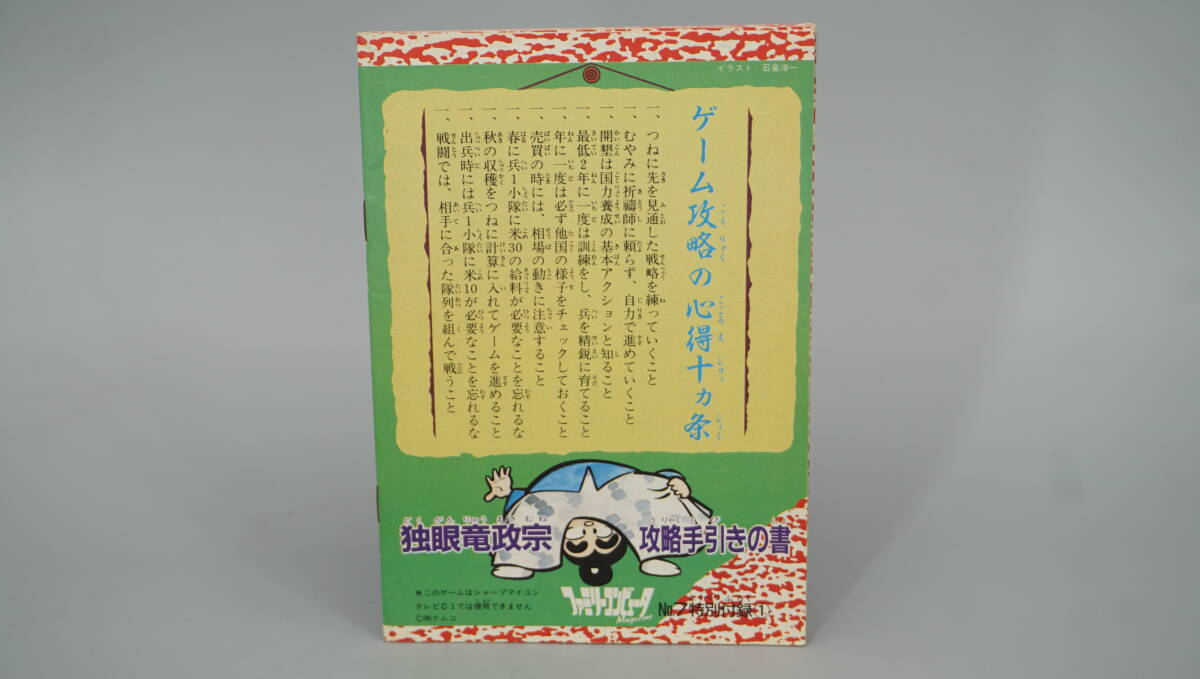 イラスト 石倉洋一
ゲーム攻略の心得十カ条
一、つねに先を見通した戦略を練っていくこと
一、むやみに祈禱師に頼らず、自力で進めていくこと
一、開墾は国力養成の基本アクションと知ること
一、最低2年に一度は訓練をし、兵を精鋭に育てること
一、年に一度は必ず他国の様子をチェックしておくこと
一、売買の時には、相場の動きに注意すること
一、春に兵1小隊に米30の給料が必要なことを忘れるな
一、秋の収穫をつねに計算に入れてゲームを進めること
一、出兵時には兵1小隊に米10が必要なことを忘れるな
一、戦闘では、相手に合った隊列を組んで戦うこと
独眼竜政宗 攻略手引きの書
※このゲームはシャープマイコン
テレビC1では使用できません
©㈱ナムコ
ファミリーコンピュータ
Magazine
No.7特別付録1